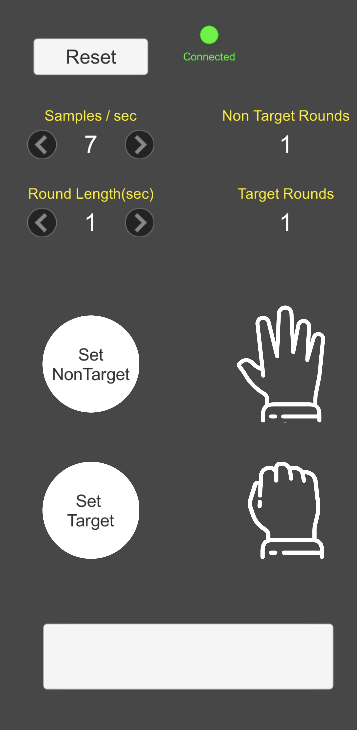 Reset
Connected
Samples / sec
Non Target Rounds
7
1
Round Length(sec)
Target Rounds
1
1
Set
NonTarget
Set
Target